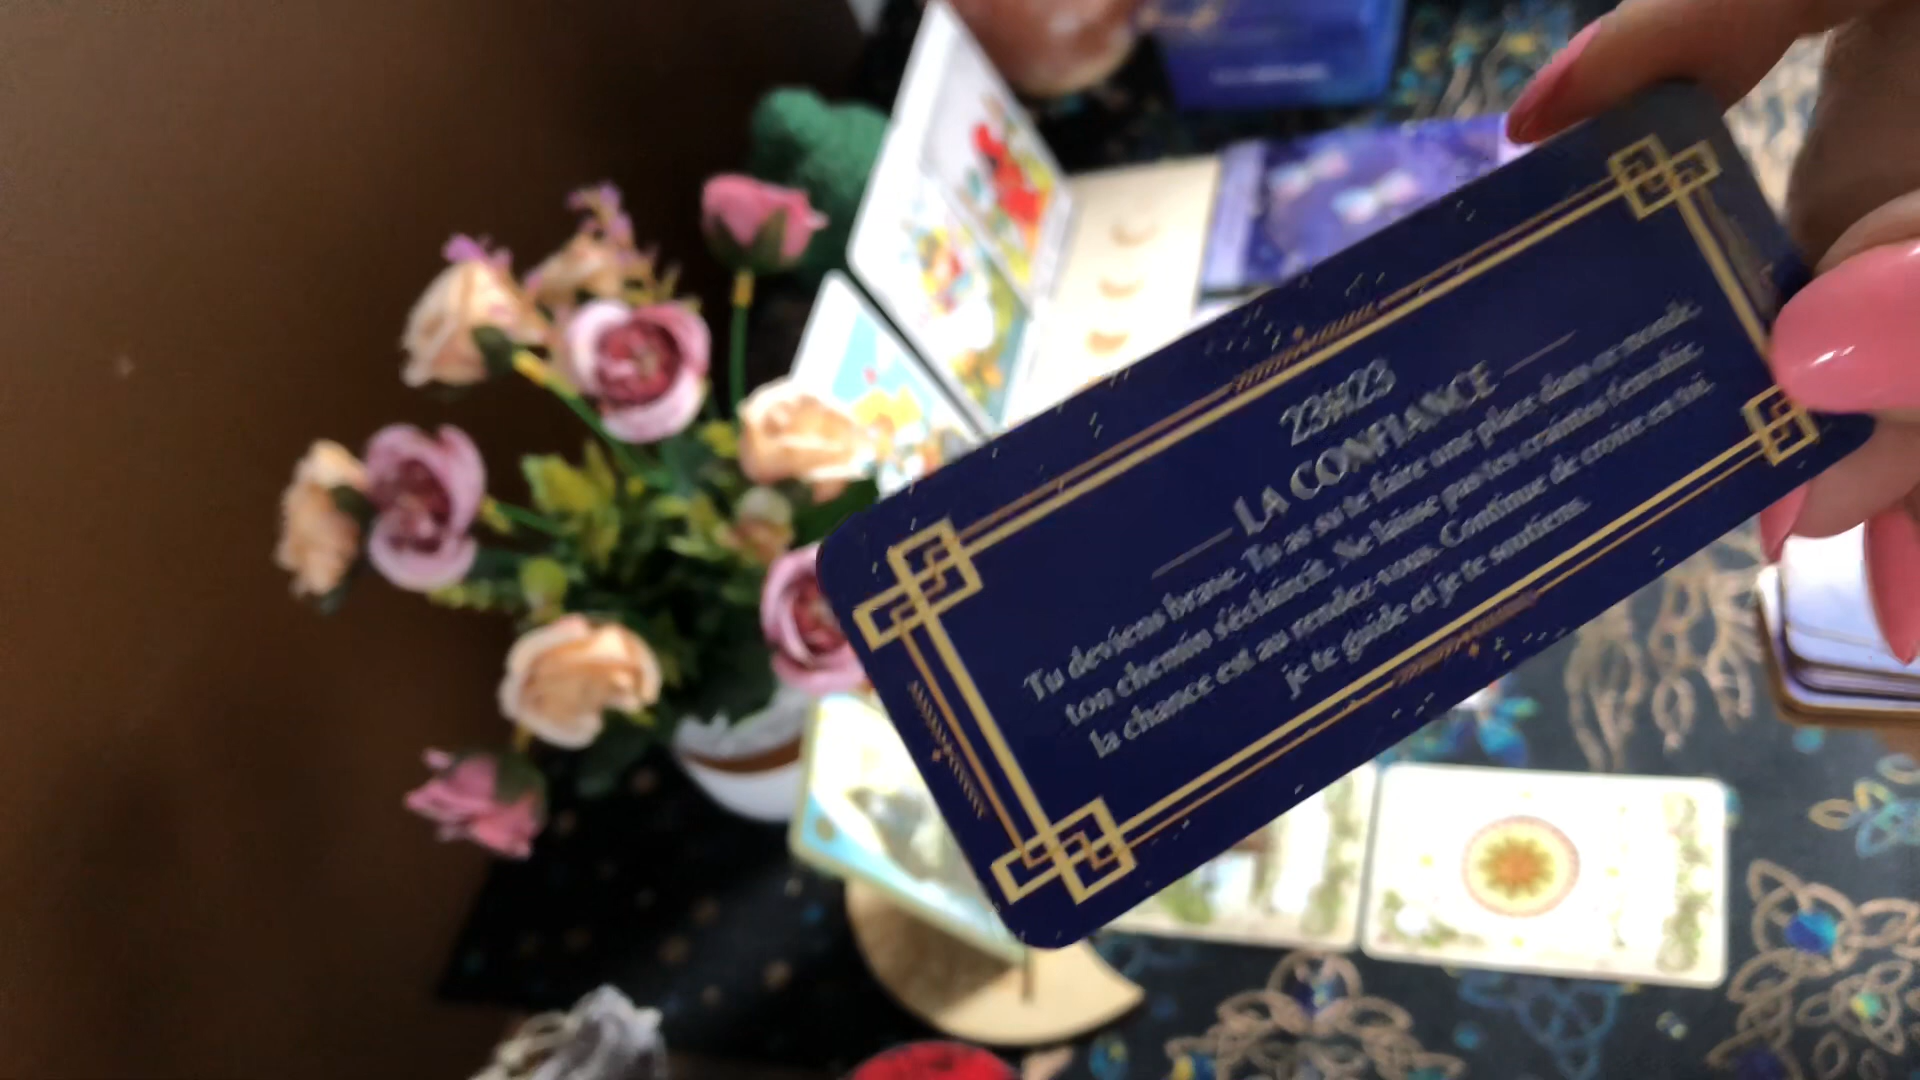 23H23
LA CONFIANCE
Tu deviens brave. Tu as su te faire une place dans ce monde,
ton chemin s'éclaircit. Ne laisse pas tes craintes t'envahir,
la chance est au rendez-vous. Continue de croire en toi,
je te guide et je te soutiens.